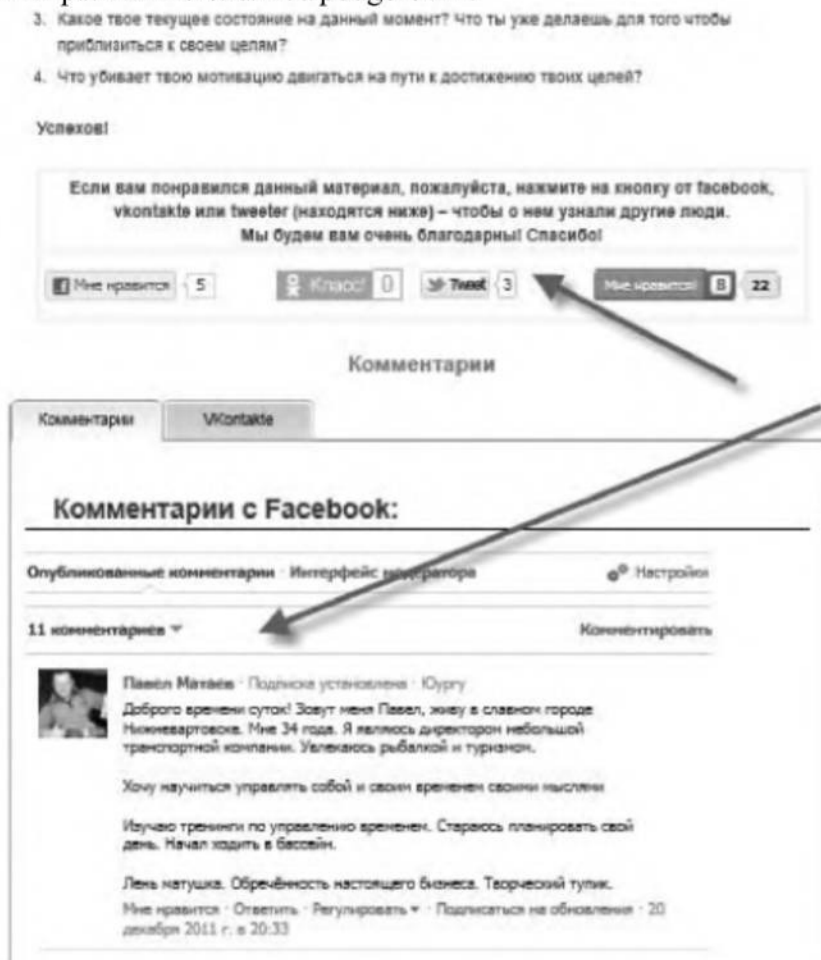 3. Какое твое текущее состояние на данный момент? Что ты уже делаешь для того чтобы
приблизиться к своем целям?
4. Что убивает твою мотивацию двигаться на пути к достижению твоих целей?
Успехов!
Если вам понравился данный материал, пожалуйста, нажмите на кнопку от facebook,
vkontakte или tweeter (находятся ниже) – чтобы о нем узнали другие люди.
Мы будем вам очень благодарны! Спасибо!
Мне нравится 5 Класс! 0 Tweet 3 Мне нравится! В 22
Комментарии
Комментарии VKontakte
Комментарии с Facebook:
Опубликованные комментарии · Интерфейс модератора Настройки
11 комментариев Комментировать
Павел Матаев · Подписка установлена · Юургу
Доброго времени суток! Зовут меня Павел, живу в славном городе
Нижневартовске. Мне 34 года. Я являюсь директором небольшой
транспортной компании. Увлекаюсь рыбалкой и туризмом.
Хочу научиться управлять собой и своим временем своими мыслями
Изучаю тренинги по управлению временем. Стараюсь планировать свой
день. Начал ходить в бассейн.
Лень матушка. Обречённость настоящего бизнеса. Творческий тупик.
Мне нравится · Ответить · Регулировать · Подписаться на обновления · 20
декабря 2011 г. в 20:33